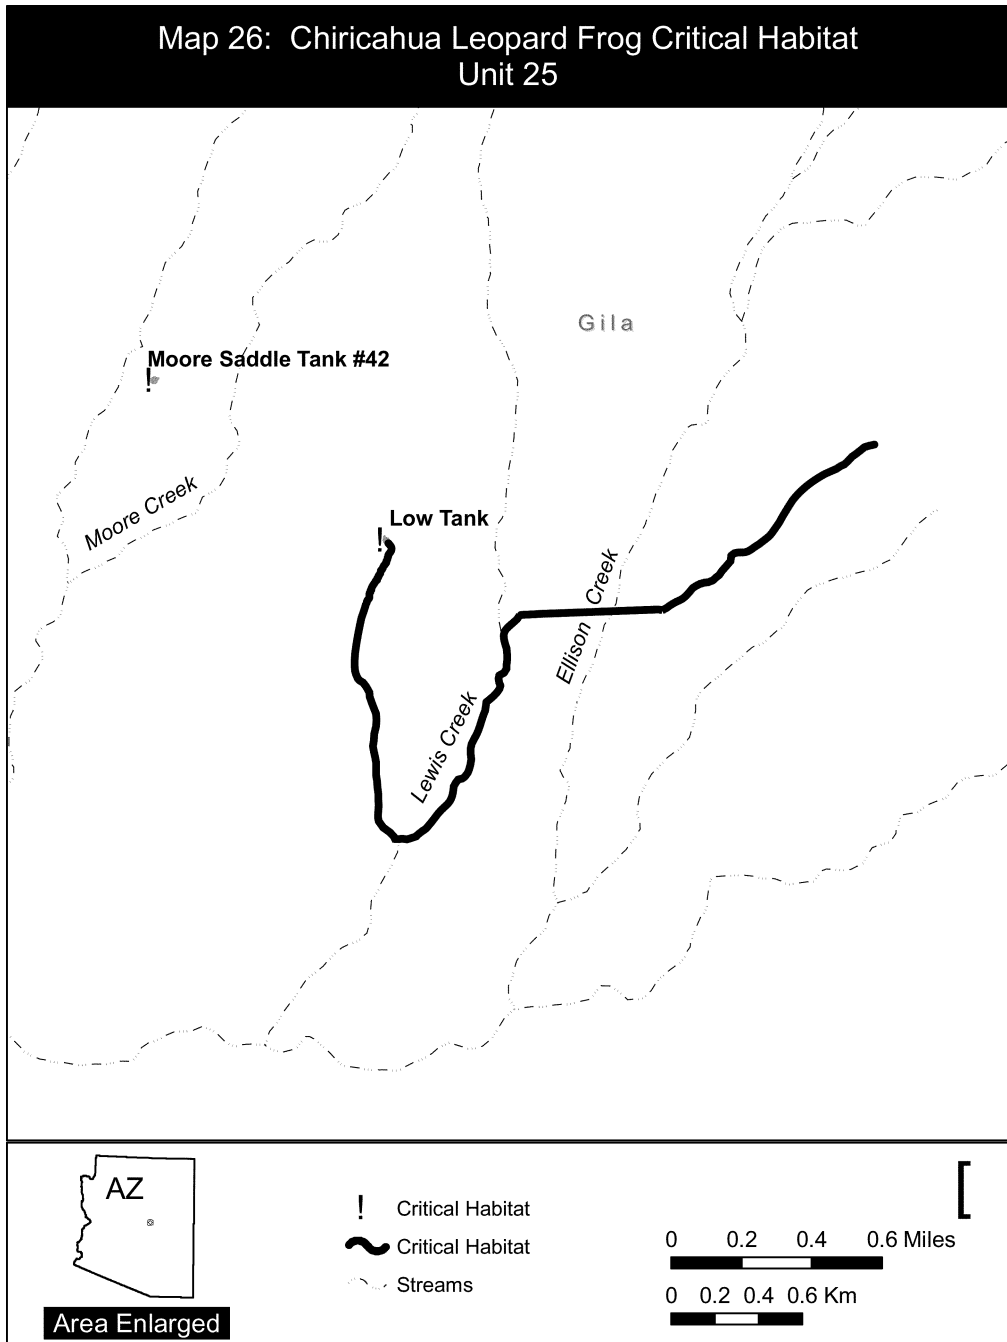 Map 26:  Chiricahua Leopard Frog Critical Habitat
Unit 25
Gila
Moore Saddle Tank #42
!
Moore Creek
Low Tank
!
Ellison Creek
Lewis Creek
AZ
Area Enlarged
! Critical Habitat
Critical Habitat
Streams
[
0 0.2 0.4 0.6 Miles
0 0.2 0.4 0.6 Km